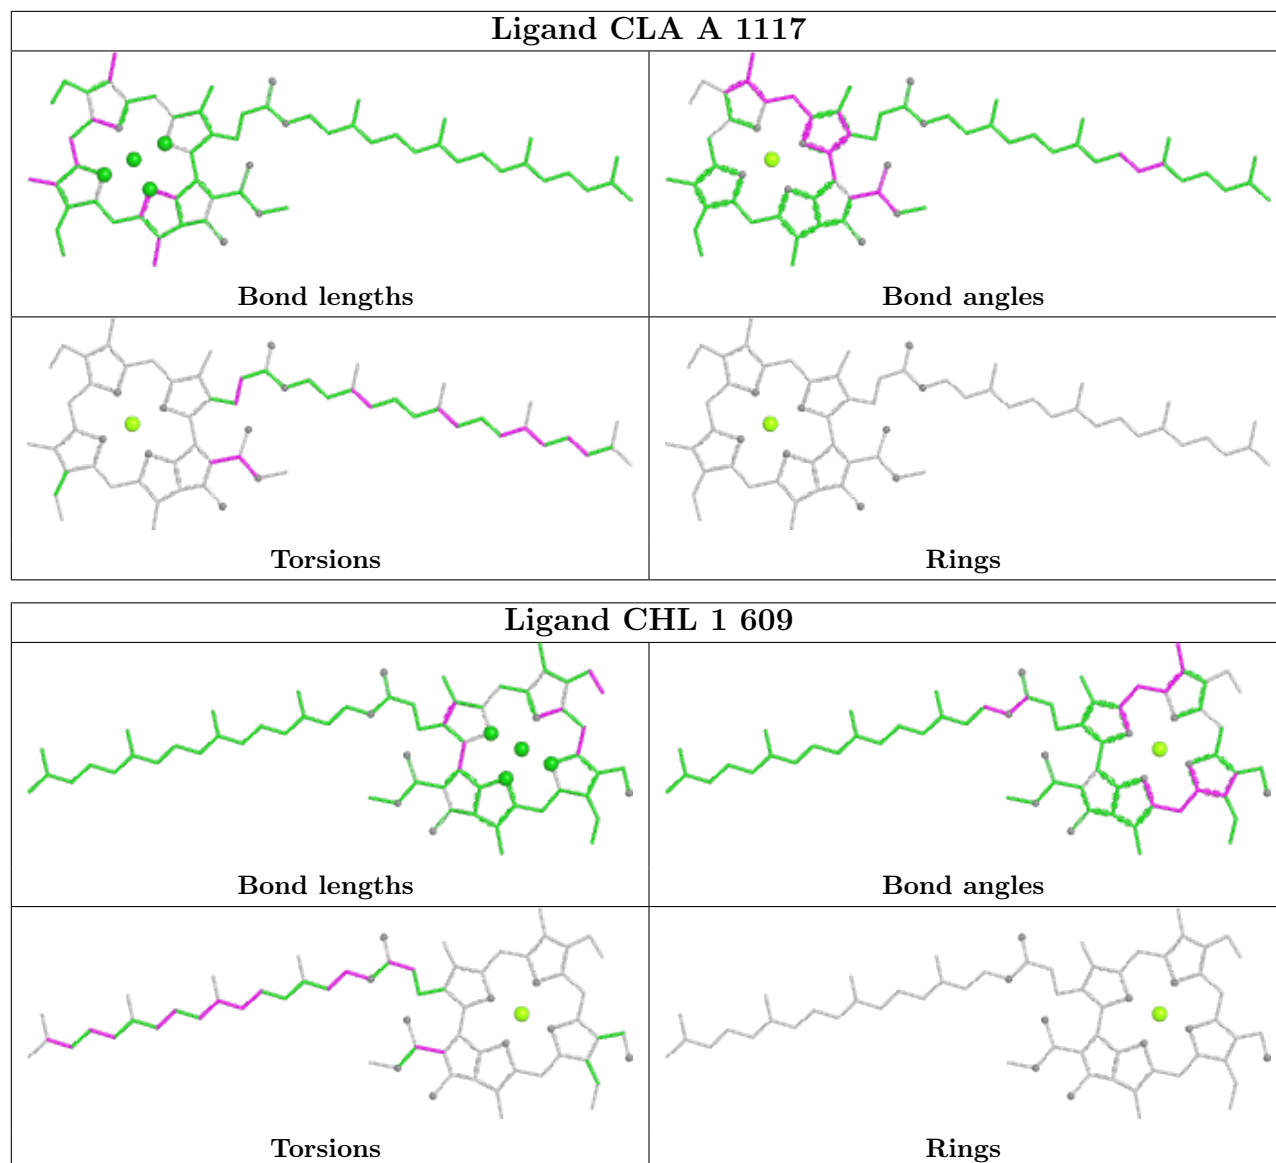 Ligand CLA A 1117
Bond lengths
Bond angles
Torsions
Rings
Ligand CHL 1 609
Bond lengths
Bond angles
Torsions
Rings